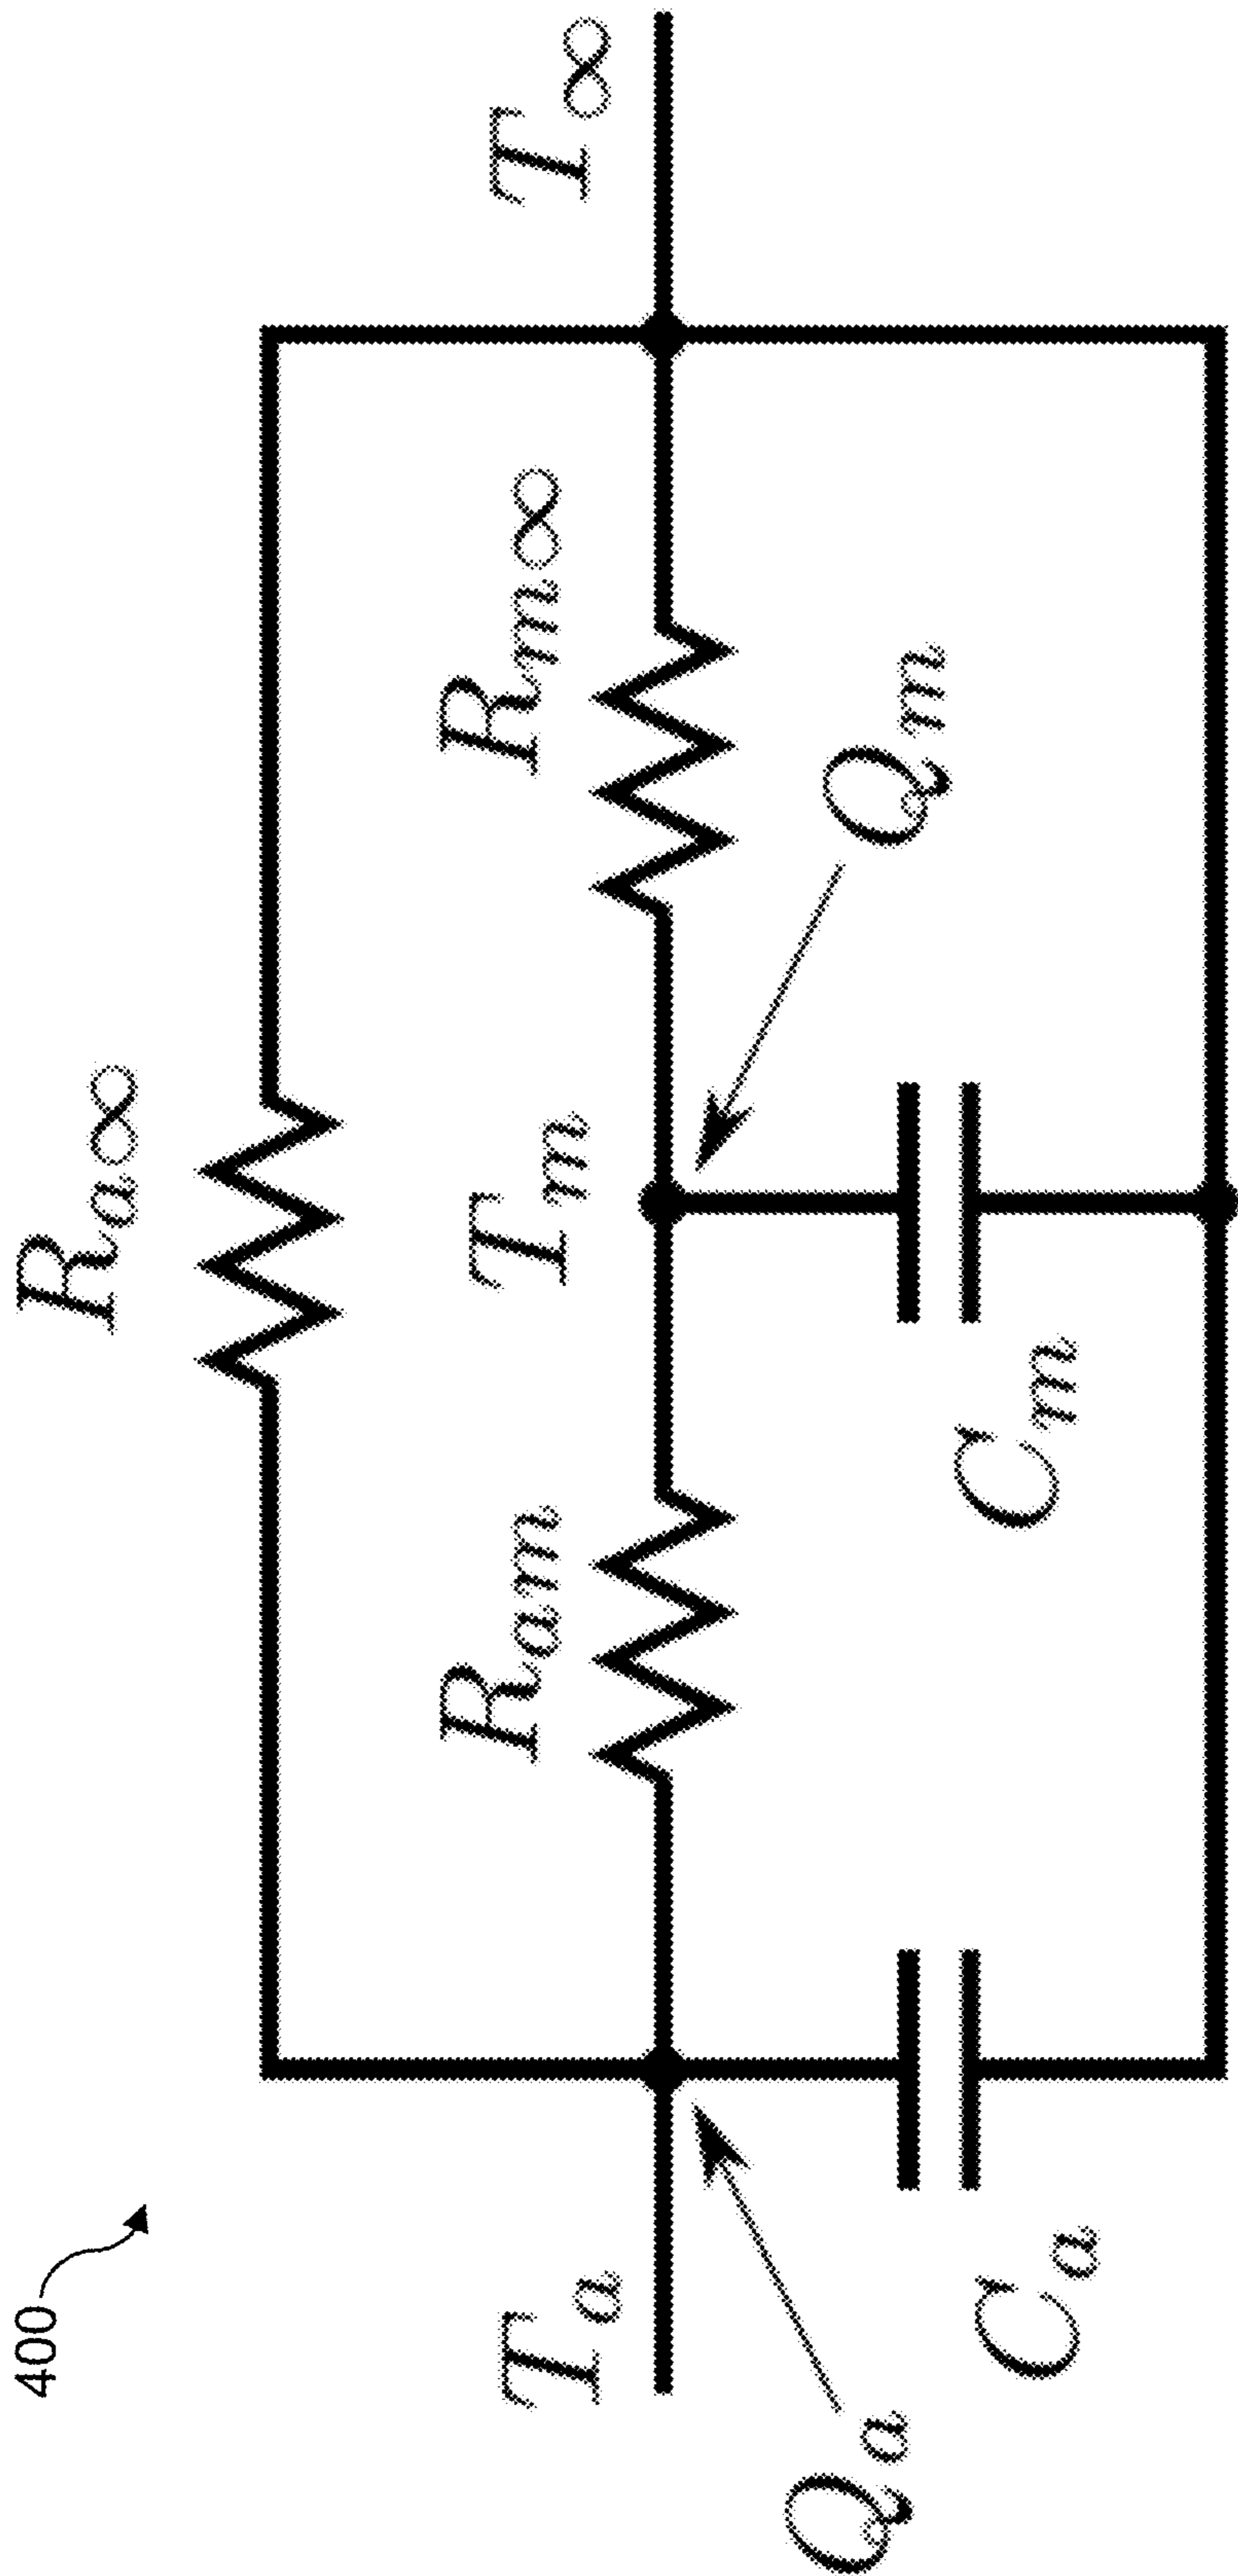 400
R_a∞
T_a
R_am
T_m
R_m∞
T_∞
Q_a
C_a
C_m
Q_m